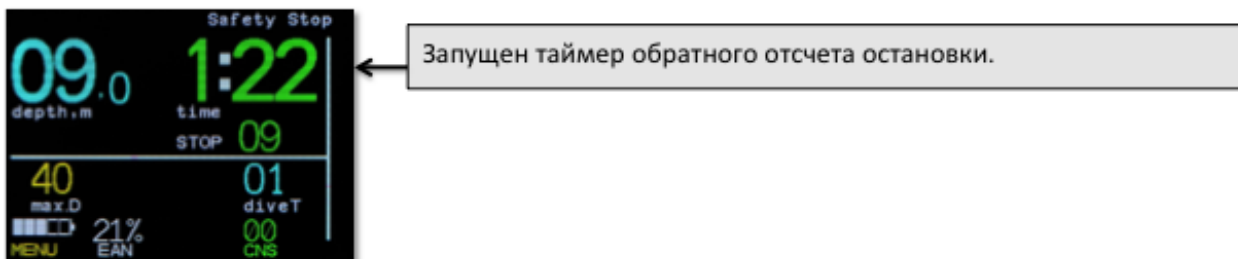 Safety Stop
09.0 1:22
depth.m time
STOP 09
40 01
max.D diveT
21% 00
MENU EAN CNS
Запущен таймер обратного отсчета остановки.